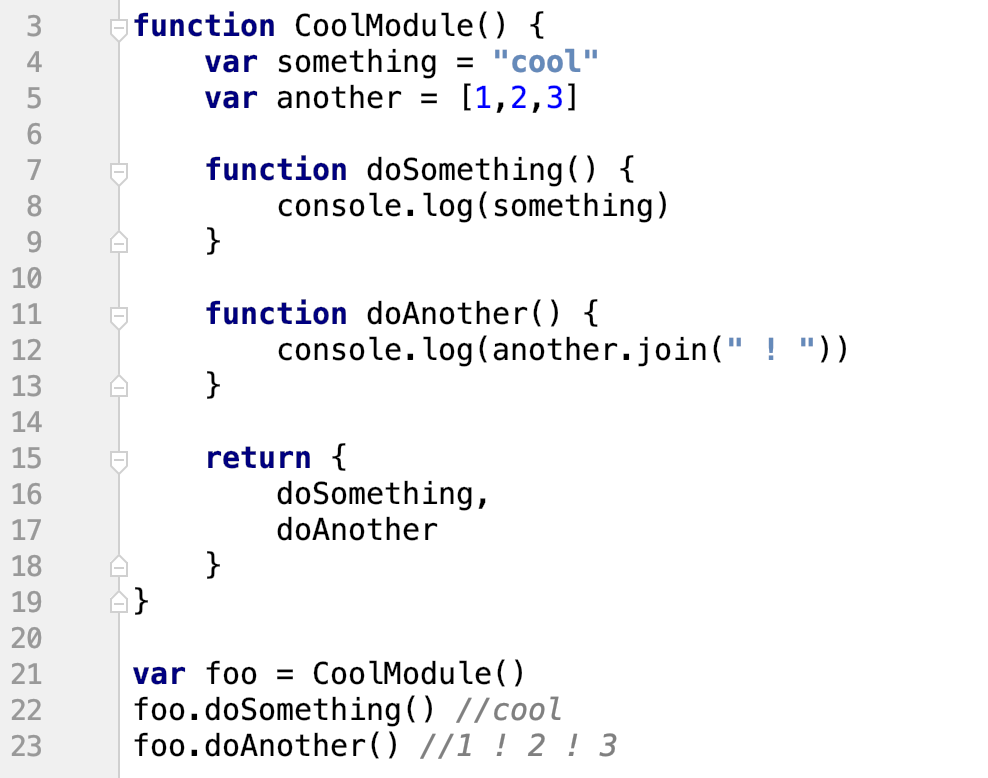 3 function CoolModule() {
4     var something = "cool"
5     var another = [1,2,3]
6
7     function doSomething() {
8         console.log(something)
9     }
10
11     function doAnother() {
12         console.log(another.join(" ! "))
13     }
14
15     return {
16         doSomething,
17         doAnother
18     }
19 }
20
21 var foo = CoolModule()
22 foo.doSomething() //cool
23 foo.doAnother() //1 ! 2 ! 3